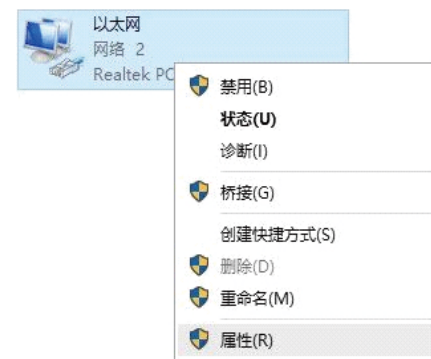 以太网
网络 2
Realtek PC
禁用(B)
状态(U)
诊断(I)
桥接(G)
创建快捷方式(S)
删除(D)
重命名(M)
属性(R)